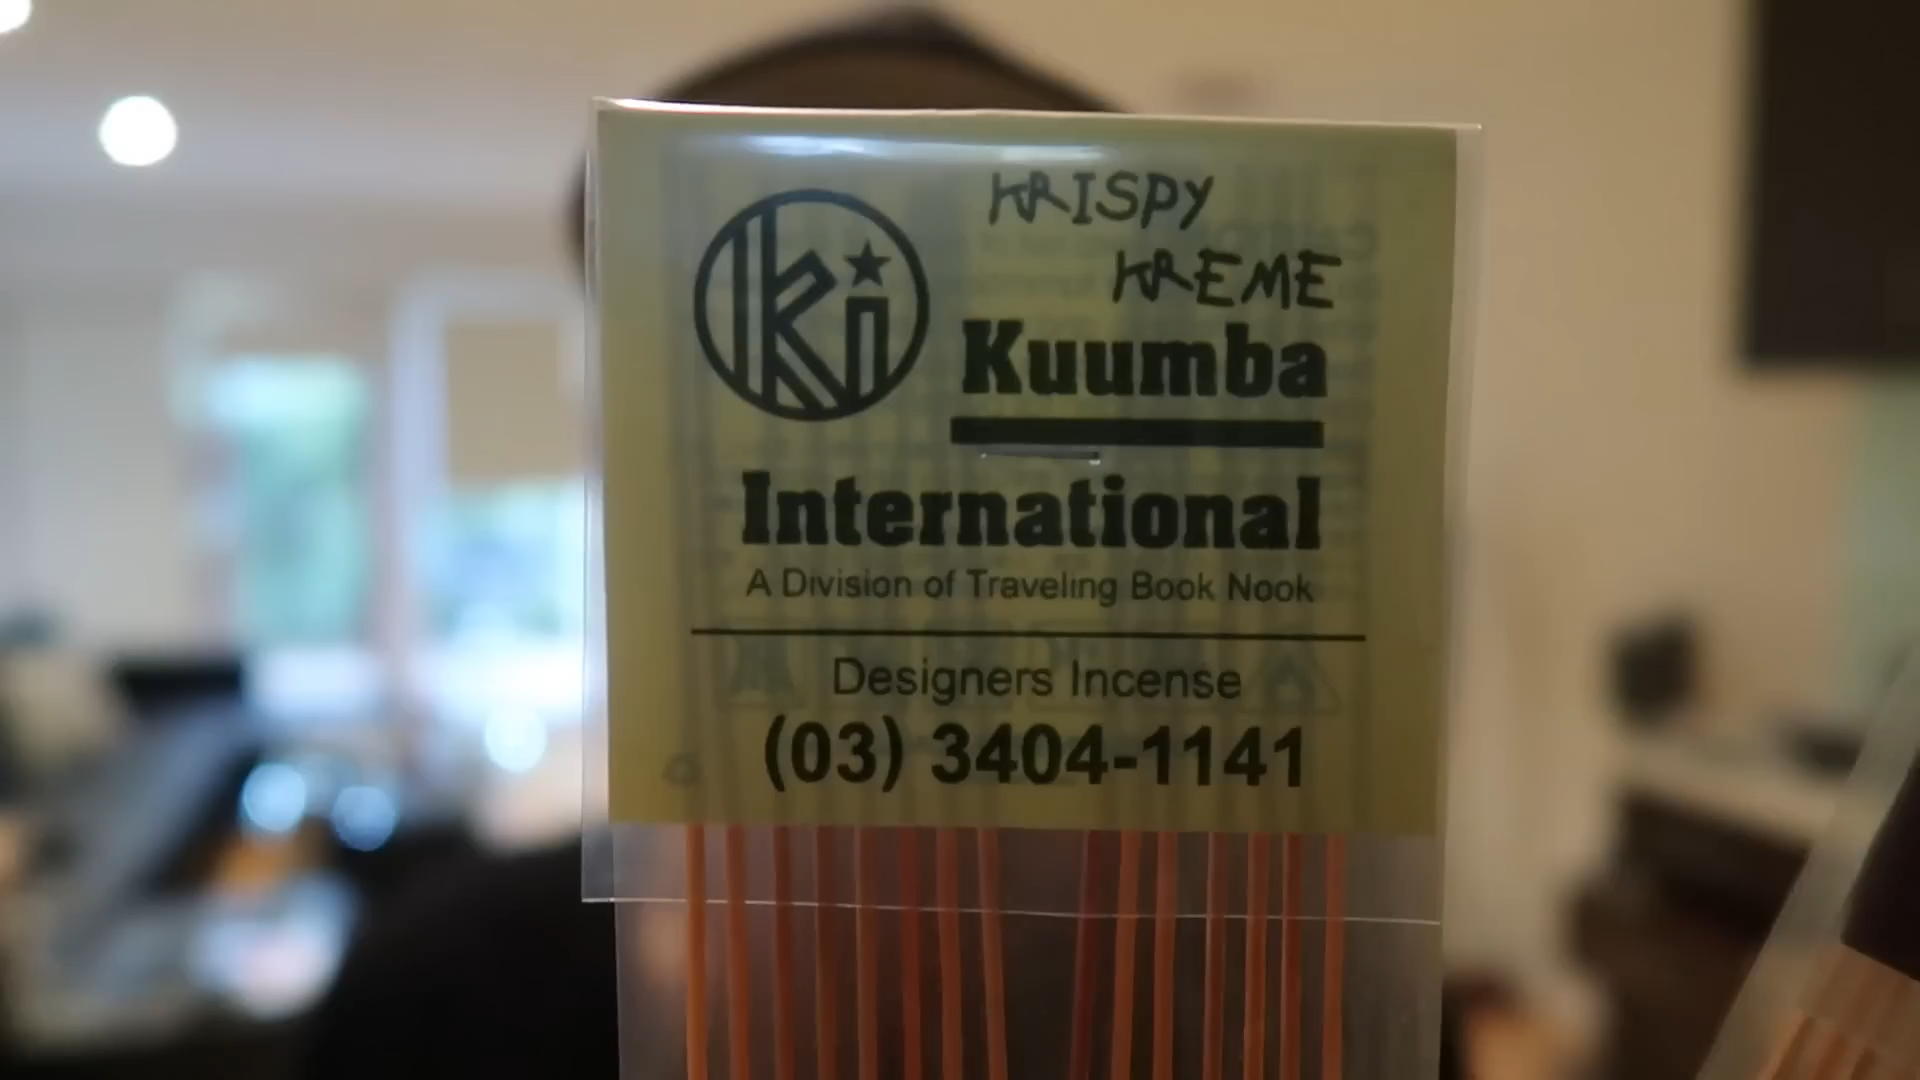 KRISPY
KREME
Ki
Kuumba
International
A Division of Traveling Book Nook
Designers Incense
(03) 3404-1141